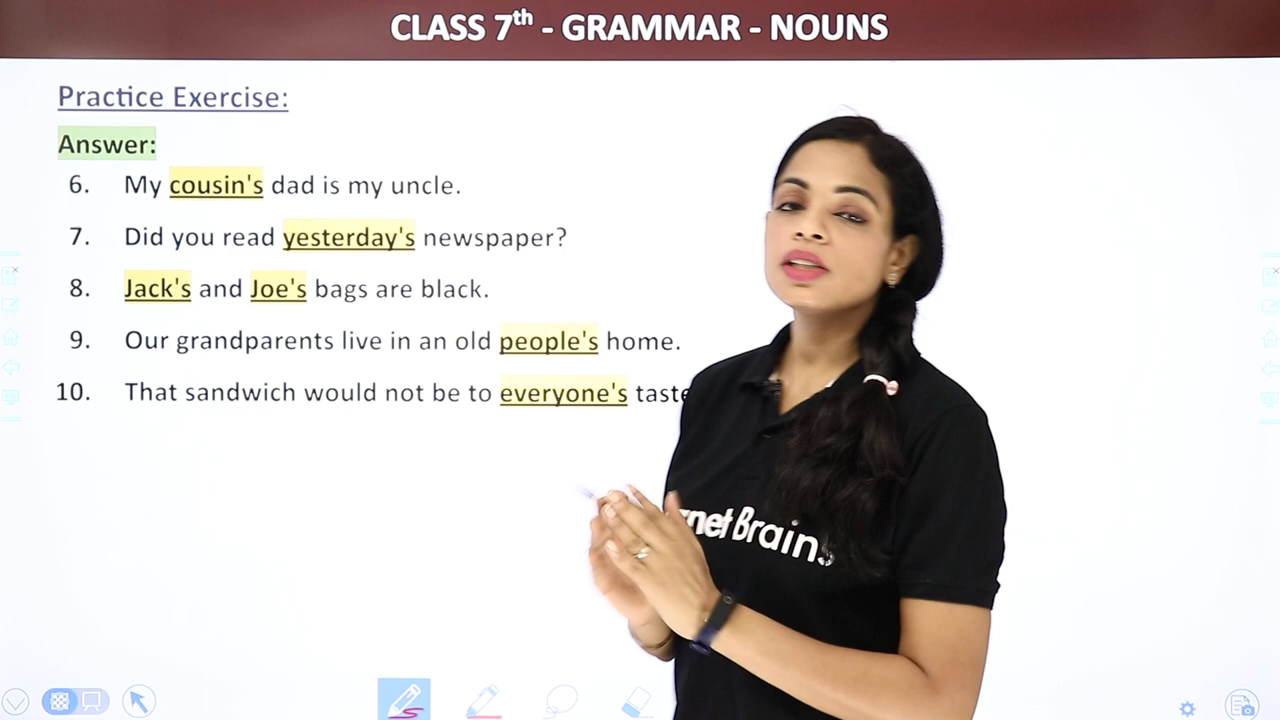 CLASS 7th - GRAMMAR - NOUNS
Practice Exercise:
Answer:
6. My cousin's dad is my uncle.
7. Did you read yesterday's newspaper?
8. Jack's and Joe's bags are black.
9. Our grandparents live in an old people's home.
10. That sandwich would not be to everyone's taste
Brains